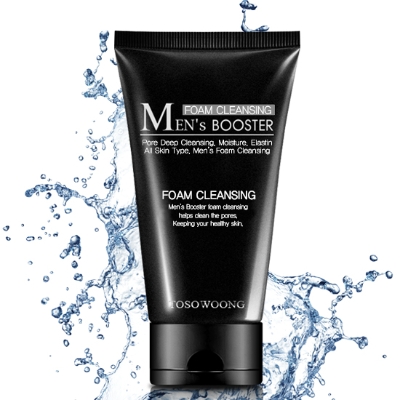 FOAM CLEANSING
MEN'S BOOSTER
Pore Deep Cleansing, Moisture, Elastin
All Skin Type, Men's Foam Cleansing
FOAM CLEANSING
Men's Booster foam cleansing
helps clean the pores,
Keeping your healthy skin.
TOSOWOONG